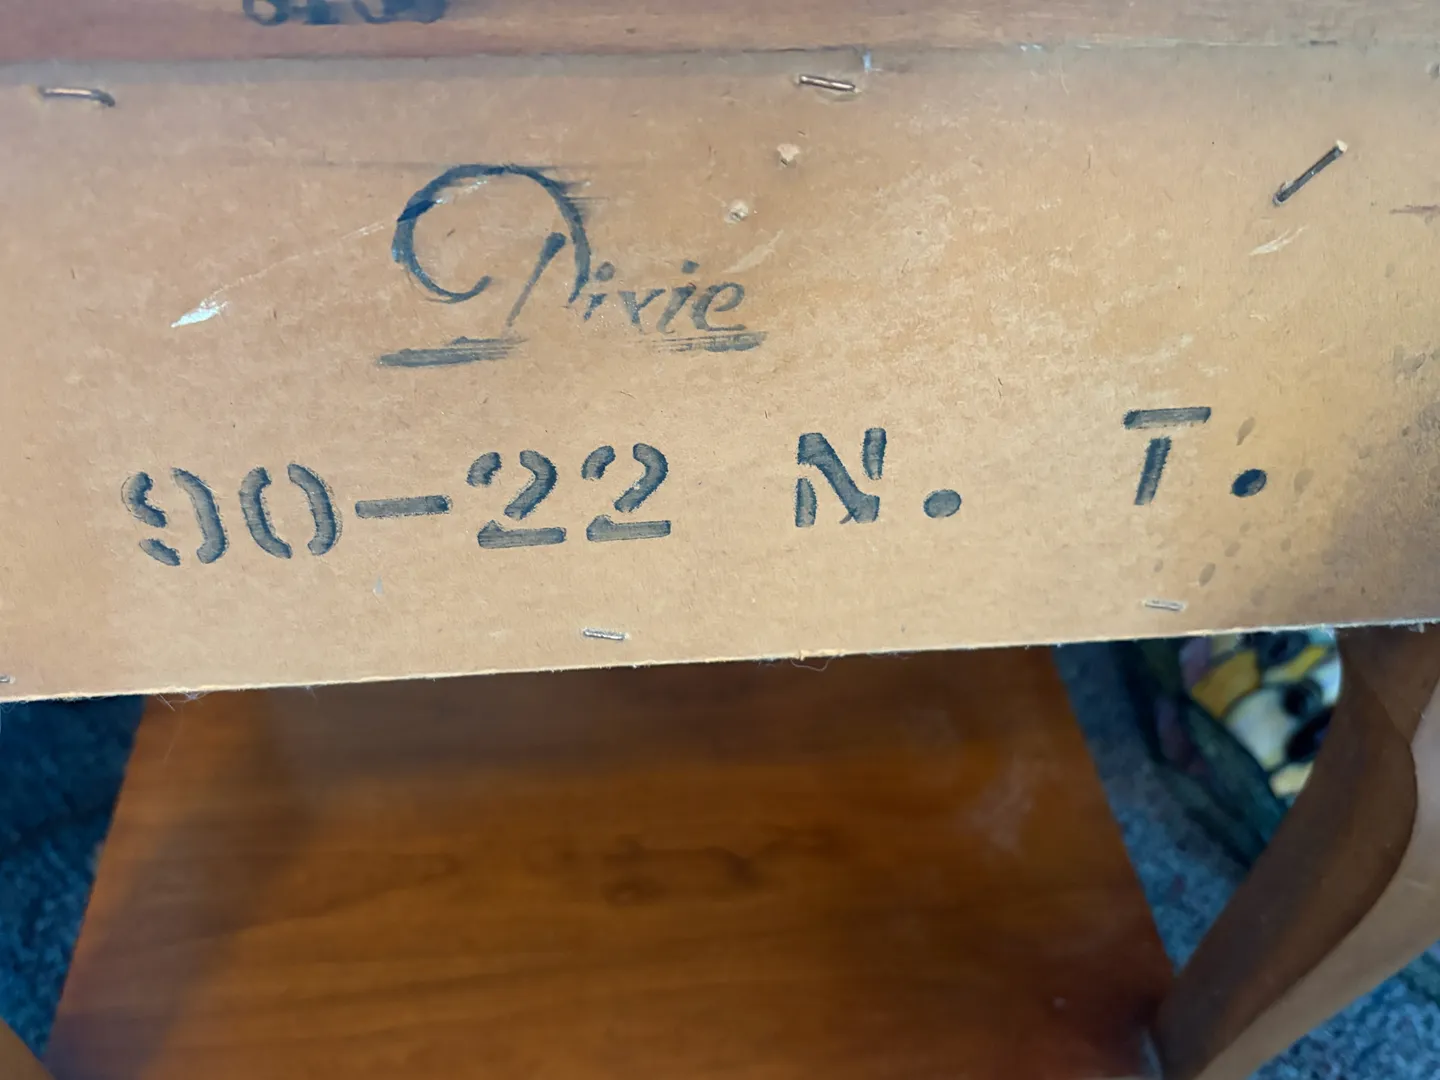 Dixie
90-22 N. T.